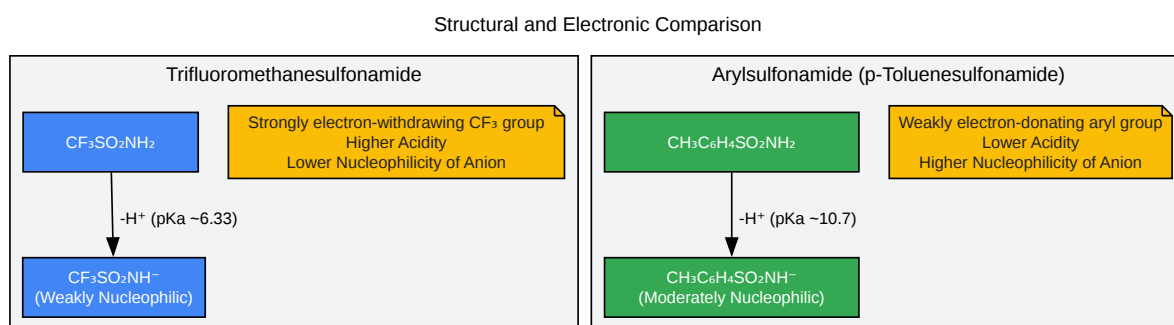 Structural and Electronic Comparison
Trifluoromethanesulfonamide
CF₃SO₂NH₂
Strongly electron-withdrawing CF₃ group
Higher Acidity
Lower Nucleophilicity of Anion
-H⁺ (pKa ~6.33)
CF₃SO₂NH⁻
(Weakly Nucleophilic)
Arylsulfonamide (p-Toluenesulfonamide)
CH₃C₆H₄SO₂NH₂
Weakly electron-donating aryl group
Lower Acidity
Higher Nucleophilicity of Anion
-H⁺ (pKa ~10.7)
CH₃C₆H₄SO₂NH⁻
(Moderately Nucleophilic)